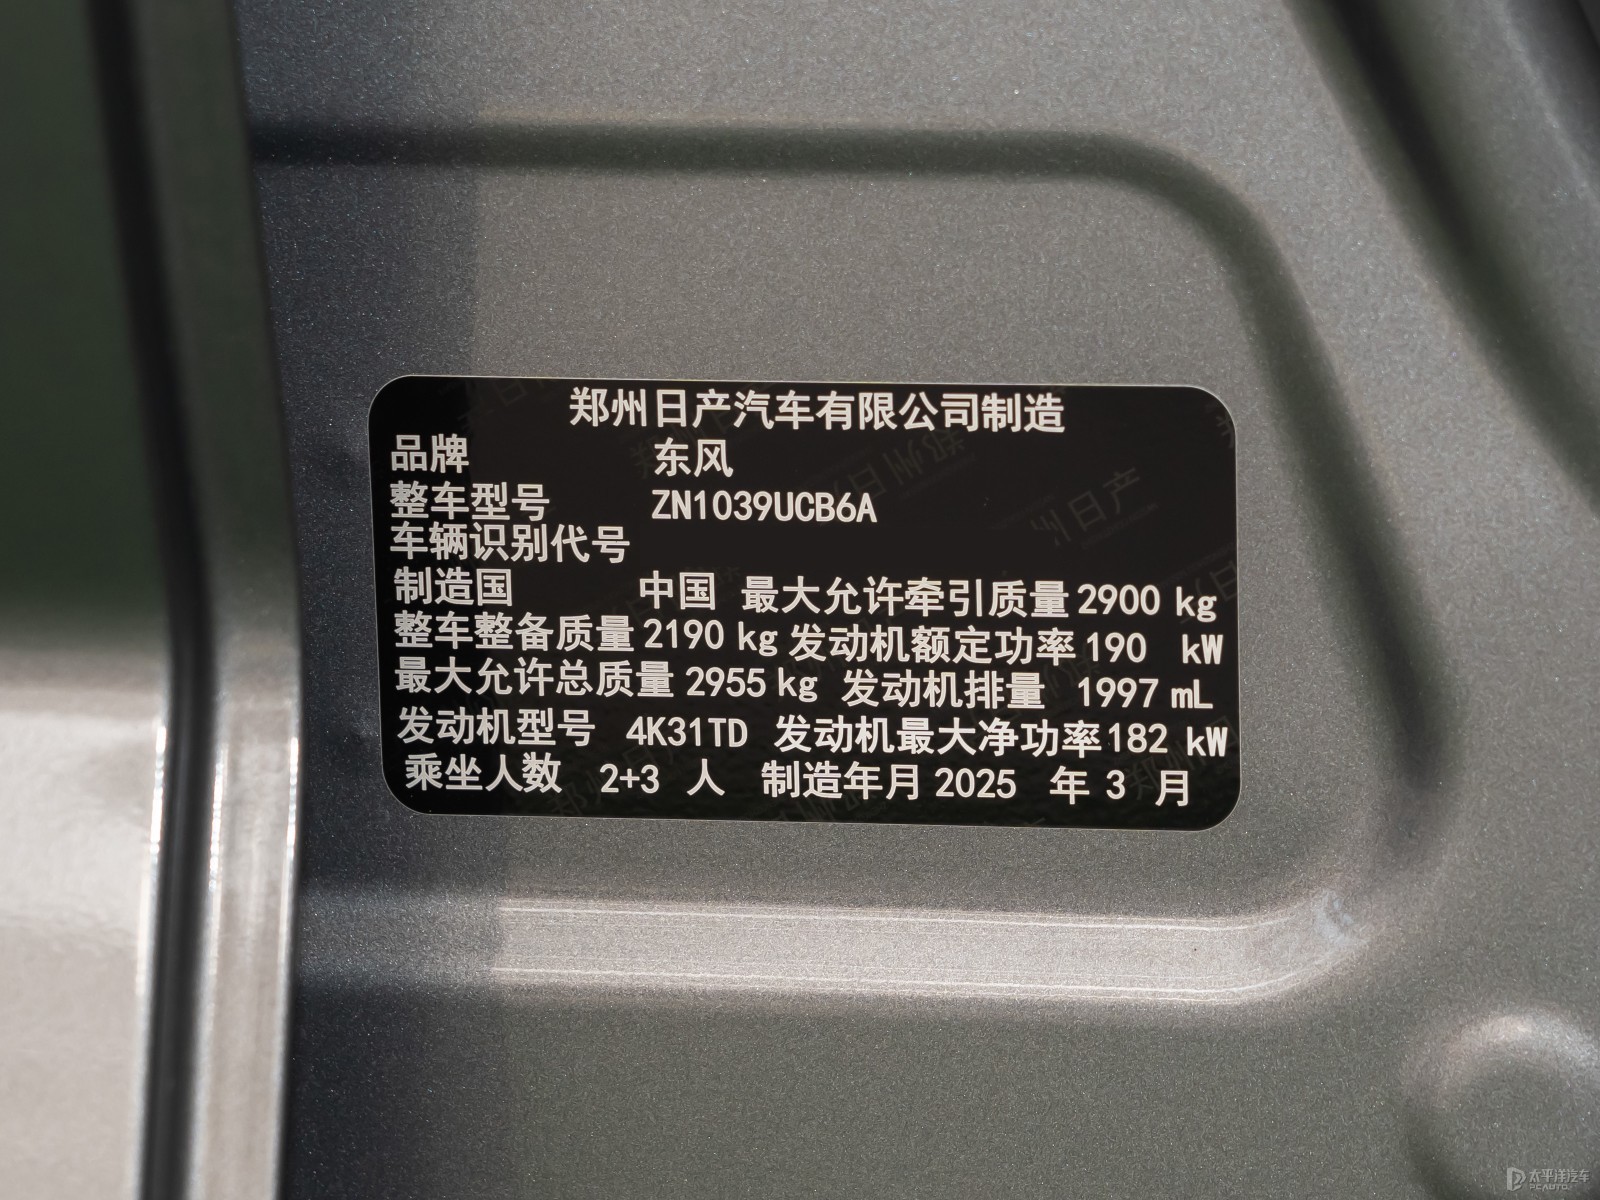 郑州日产汽车有限公司制造
品牌 东风
整车型号 ZN1039UCB6A
车辆识别代号
制造国 中国 最大允许牵引质量 2900 kg
整车整备质量 2190 kg 发动机额定功率 190 kW
最大允许总质量 2955 kg 发动机排量 1997 mL
发动机型号 4K31TD 发动机最大净功率 182 kW
乘坐人数 2+3 人 制造年月 2025 年 3 月
州日产
太平洋汽车
PCAUTO